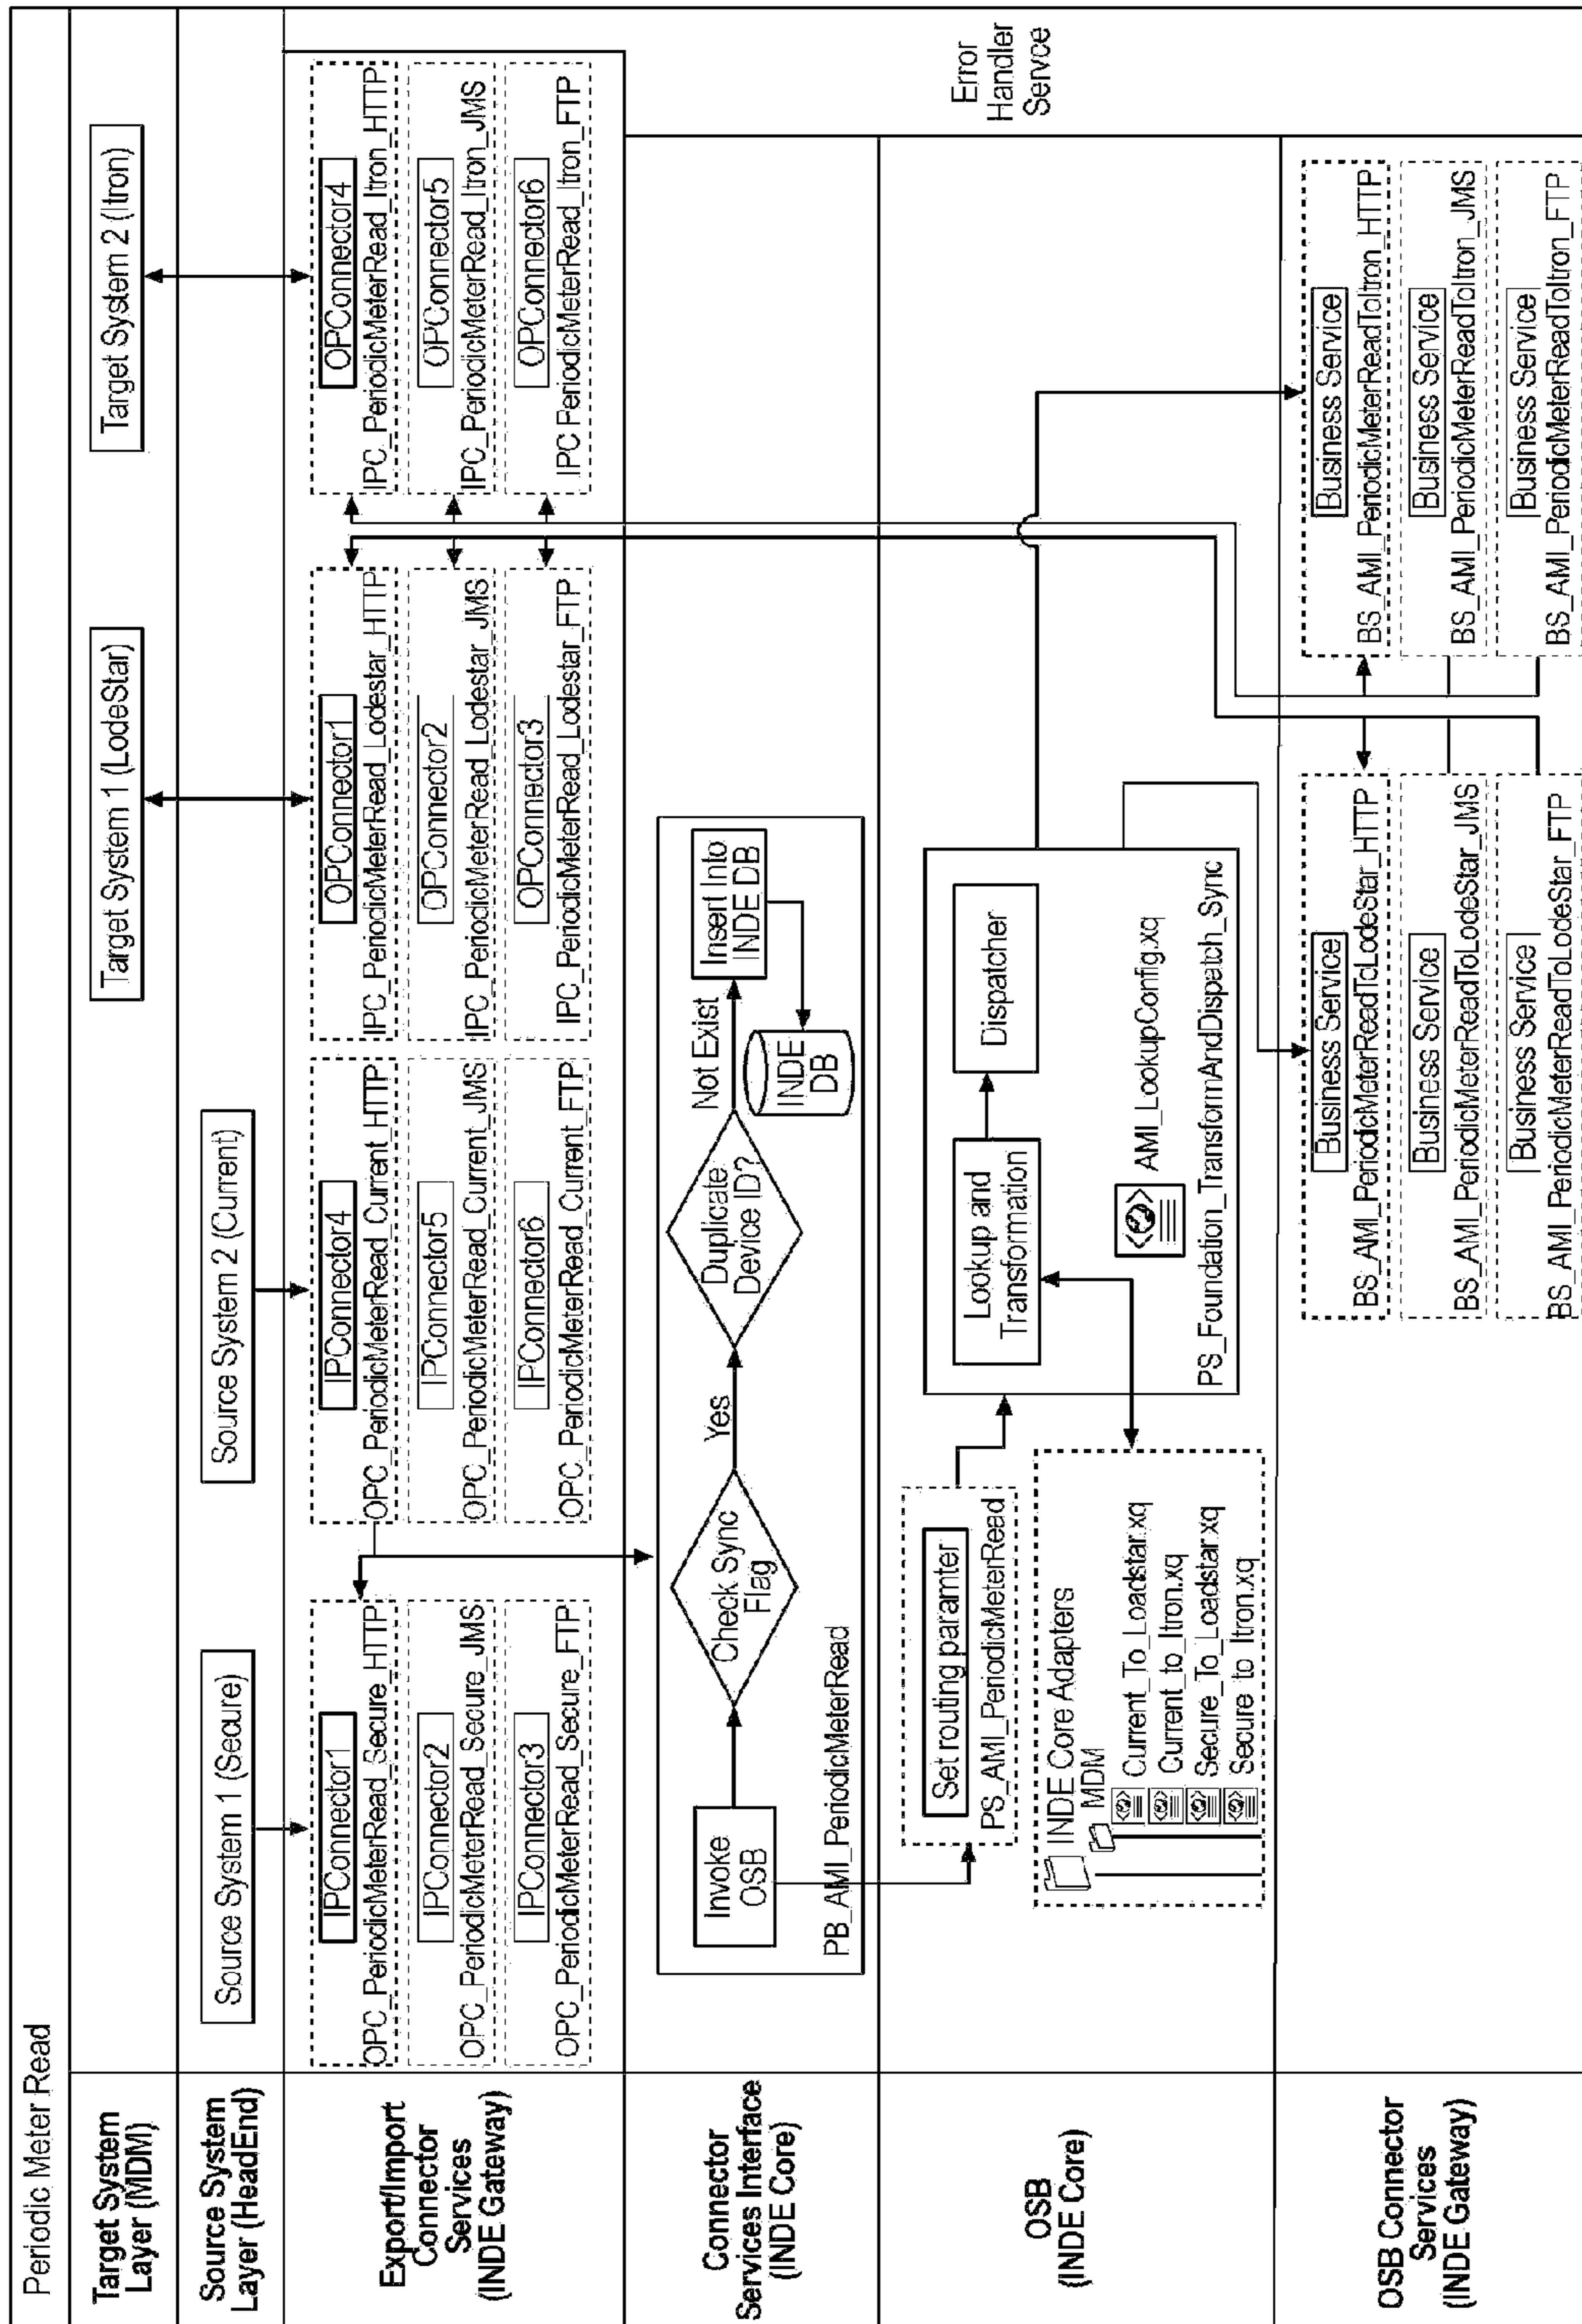 Periodic Meter Read
Target System
Layer (MDM)
Target System 1 (LodeStar)
Target System 2 (Itron)
Source System
Layer (HeadEnd)
Source System 1 (Secure)
Source System 2 (Current)
Export/Import
Connector
Services
(INDE Gateway)
IPConnector1
OPC_PeriodicMeterRead_Secure_HTTP
IPConnector2
OPC_PeriodicMeterRead_Secure_JMS
IPConnector3
OPC_PeriodicMeterRead_Secure_FTP
IPConnector4
OPC_PeriodicMeterRead_Current_HTTP
IPConnector5
OPC_PeriodicMeterRead_Current_JMS
IPConnector6
OPC_PeriodicMeterRead_Current_FTP
OPConnector1
IPC_PeriodicMeterRead_Lodestar_HTTP
OPConnector2
IPC_PeriodicMeterRead_Lodestar_JMS
OPConnector3
IPC_PeriodicMeterRead_Lodestar_FTP
OPConnector4
IPC_PeriodicMeterRead_Itron_HTTP
OPConnector5
IPC_PeriodicMeterRead_Itron_JMS
OPConnector6
IPC PeriodicMeterRead_Itron_FTP
Connector
Services Interface
(INDE Core)
Invoke
OSB
Check Sync
Flag
Yes
Duplicate
Device ID?
Not Exist
Insert Into
INDE DB
INDE
DB
PB_AMI_PeriodicMeterRead
Error
Handler
Servce
OSB
(INDE Core)
Set routing paramter
PS_AMI_PeriodicMeterRead
INDE Core Adapters
MDM
Current_To_Loadstar.xq
Current_to_Itron.xq
Secure_To_Loadstar.xq
Secure_to_Itron.xq
Lookup and
Transformation
Dispatcher
AMI_LookupConfig.xq
PS_Foundation_TransformAndDispatch_Sync
OSB Connector
Services
(INDE Gateway)
Business Service
BS_AMI_PeriodicMeterReadToLodeStar_HTTP
Business Service
BS_AMI_PeriodicMeterReadToLodeStar_JMS
Business Service
BS_AMI_PeriodicMeterReadToLodeStar_FTP
Business Service
BS_AMI_PeriodicMeterReadToItron_HTTP
Business Service
BS_AMI_PeriodicMeterReadToItron_JMS
Business Service
BS_AMI_PeriodicMeterReadToItron_FTP